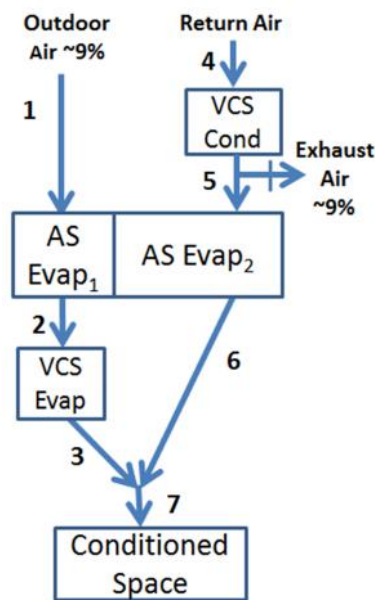 Outdoor
Air ~9%
Return Air
1
4
VCS
Cond
Exhaust
Air
~9%
5
AS
Evap₁
AS Evap₂
2
6
VCS
Evap
3
7
Conditioned
Space